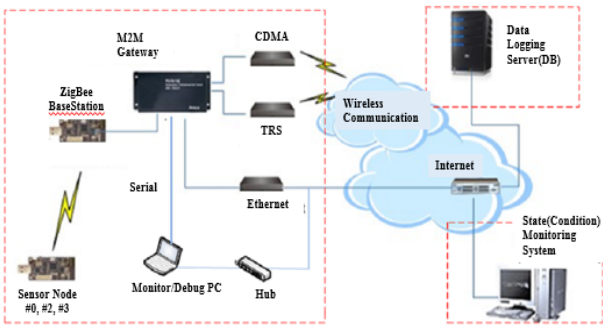 M2M
Gateway
CDMA
Data
Logging
Server(DB)
ZigBee
BaseStation
TRS
Wireless
Communication
Internet
Serial
Ethernet
State(Condition)
Monitoring
System
Monitor/Debug PC
Hub
Sensor Node
#0, #2, #3